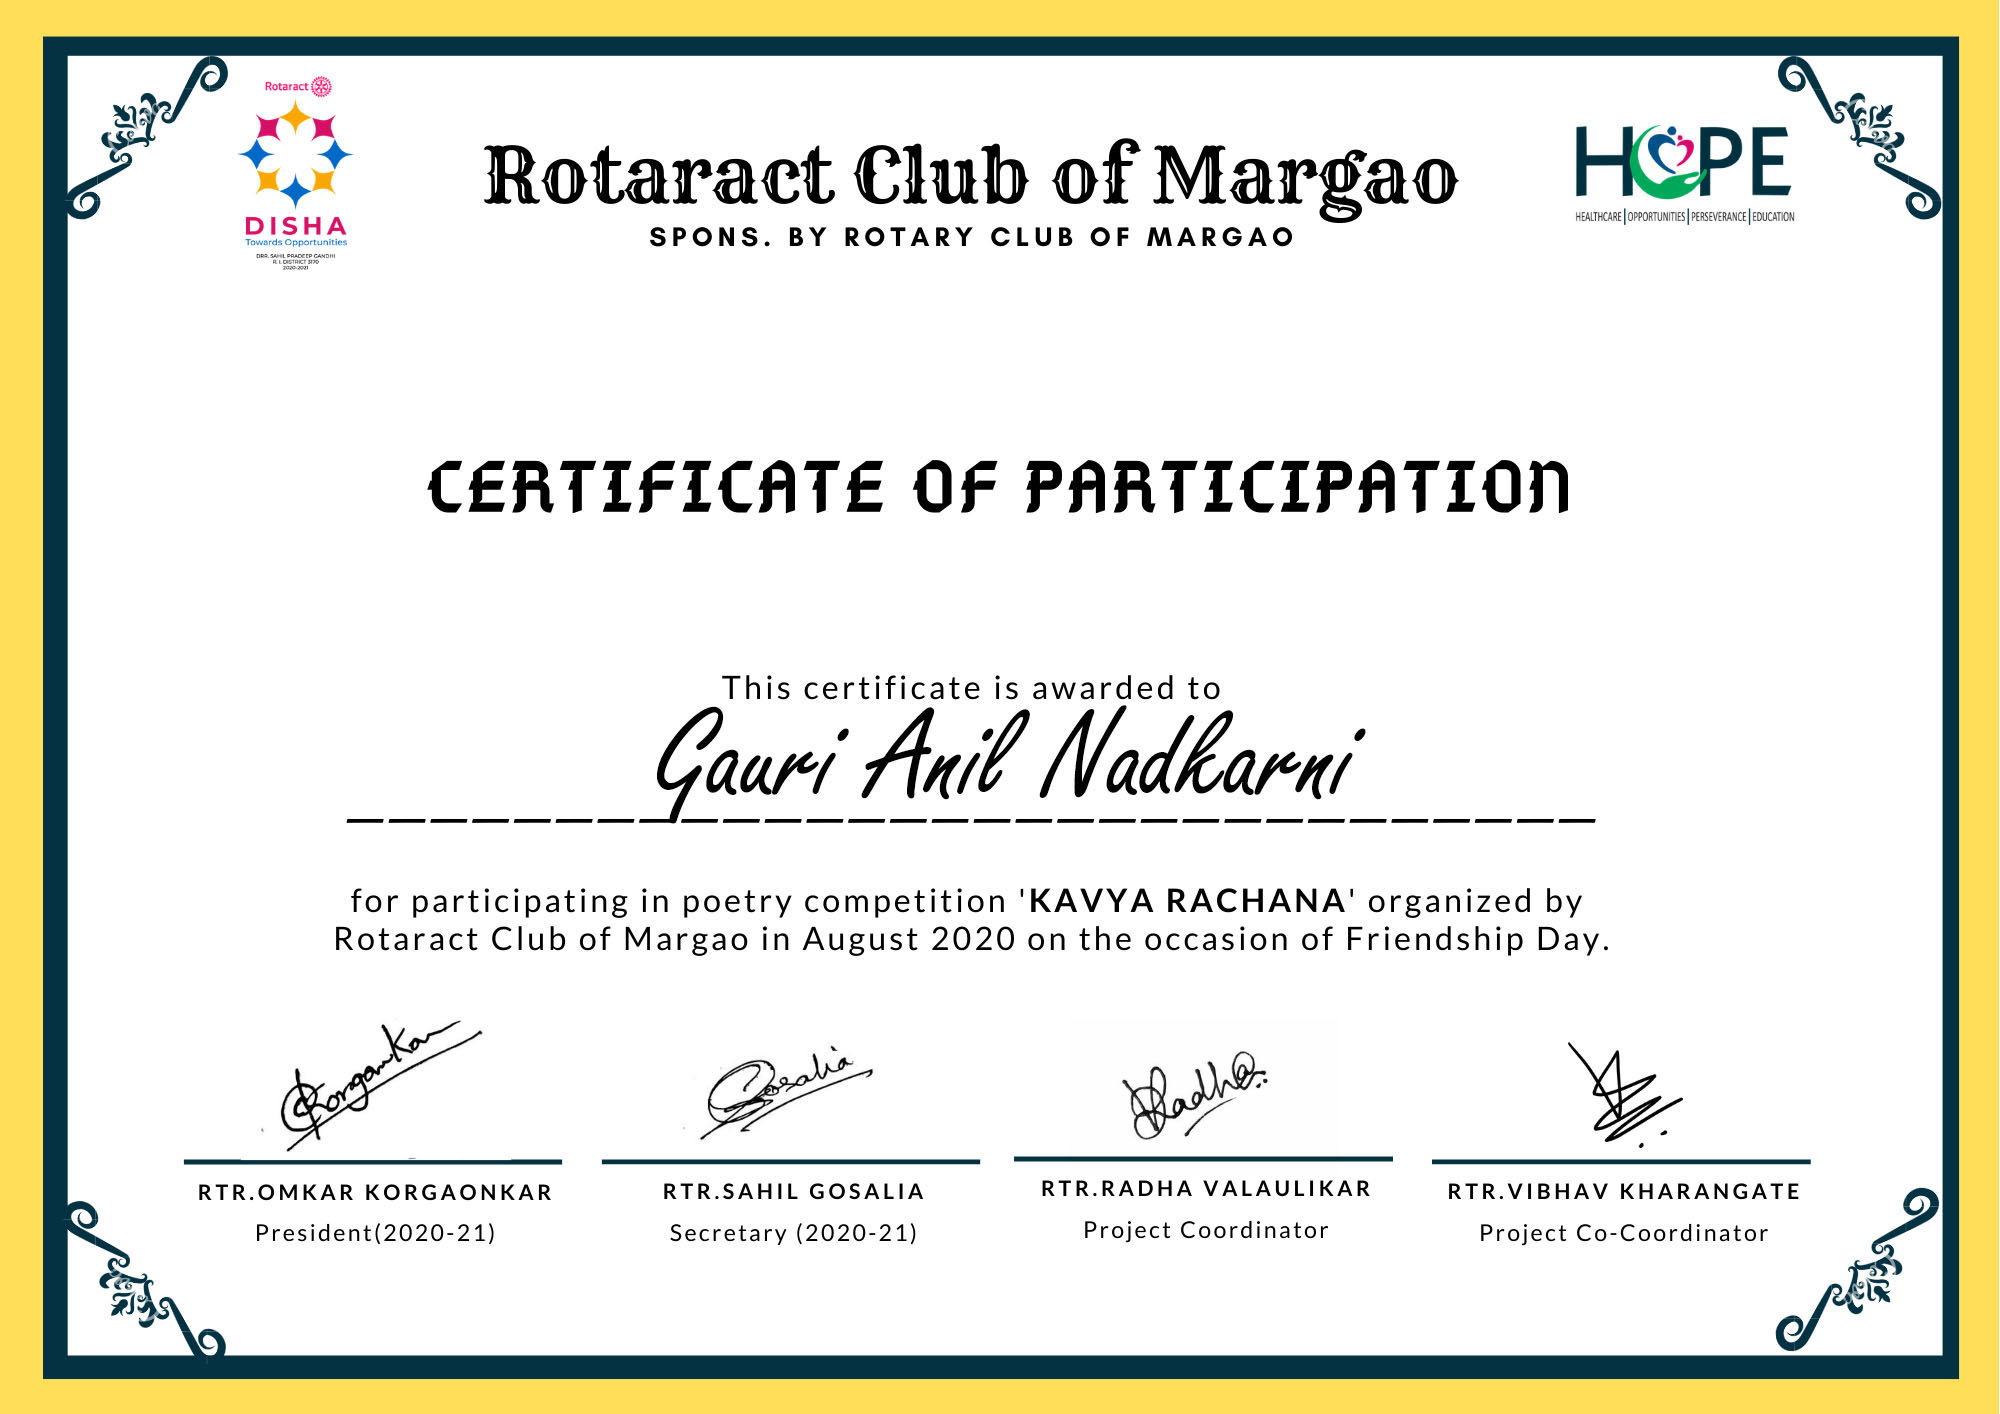 Rotaract
DISHA
Towards Opportunities
DRR. SAHIL PRADEEP GANDHI
R. I. DISTRICT 3170
2020-2021
Rotaract Club of Margao
SPONS. BY ROTARY CLUB OF MARGAO
HOPE
HEALTHCARE | OPPORTUNITIES | PERSEVERANCE | EDUCATION
CERTIFICATE OF PARTICIPATION
This certificate is awarded to
Gauri Anil Nadkarni
for participating in poetry competition 'KAVYA RACHANA' organized by
Rotaract Club of Margao in August 2020 on the occasion of Friendship Day.
Korgankar
Gosalia
Radha
RTR.OMKAR KORGAONKAR
President(2020-21)
RTR.SAHIL GOSALIA
Secretary (2020-21)
RTR.RADHA VALAULIKAR
Project Coordinator
RTR.VIBHAV KHARANGATE
Project Co-Coordinator